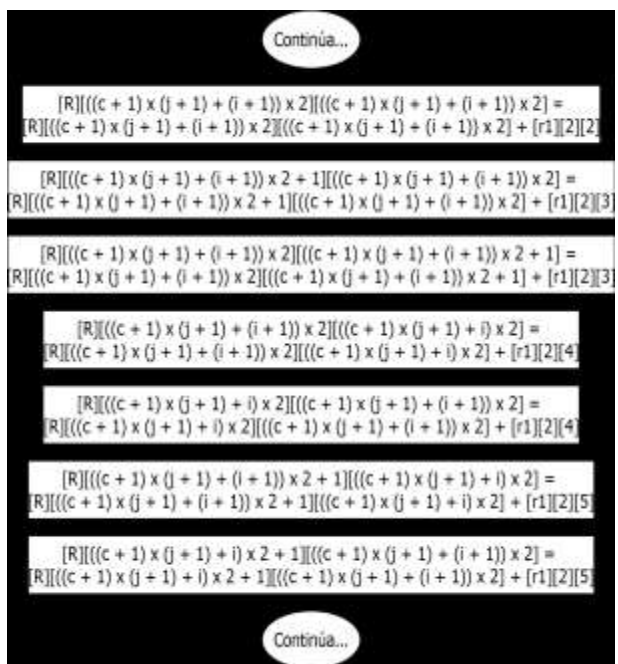 Continúa...
[R][((c + 1) x (j + 1) + (i + 1)) x 2][((c + 1) x (j + 1) + (i + 1)) x 2] =
[R][((c + 1) x (j + 1) + (i + 1)) x 2][((c + 1) x (j + 1) + (i + 1)) x 2] + [r1][2][2]
[R][((c + 1) x (j + 1) + (i + 1)) x 2 + 1][((c + 1) x (j + 1) + (i + 1)) x 2] =
[R][((c + 1) x (j + 1) + (i + 1)) x 2 + 1][((c + 1) x (j + 1) + (i + 1)) x 2] + [r1][2][3]
[R][((c + 1) x (j + 1) + (i + 1)) x 2][((c + 1) x (j + 1) + (i + 1)) x 2 + 1] =
[R][((c + 1) x (j + 1) + (i + 1)) x 2][((c + 1) x (j + 1) + (i + 1)) x 2 + 1] + [r1][2][3]
[R][((c + 1) x (j + 1) + (i + 1)) x 2][((c + 1) x (j + 1) + i) x 2] =
[R][((c + 1) x (j + 1) + (i + 1)) x 2][((c + 1) x (j + 1) + i) x 2] + [r1][2][4]
[R][((c + 1) x (j + 1) + i) x 2][((c + 1) x (j + 1) + (i + 1)) x 2] =
[R][((c + 1) x (j + 1) + i) x 2][((c + 1) x (j + 1) + (i + 1)) x 2] + [r1][2][4]
[R][((c + 1) x (j + 1) + (i + 1)) x 2 + 1][((c + 1) x (j + 1) + i) x 2] =
[R][((c + 1) x (j + 1) + (i + 1)) x 2 + 1][((c + 1) x (j + 1) + i) x 2] + [r1][2][5]
[R][((c + 1) x (j + 1) + i) x 2 + 1][((c + 1) x (j + 1) + (i + 1)) x 2] =
[R][((c + 1) x (j + 1) + i) x 2 + 1][((c + 1) x (j + 1) + (i + 1)) x 2] + [r1][2][5]
Continúa...